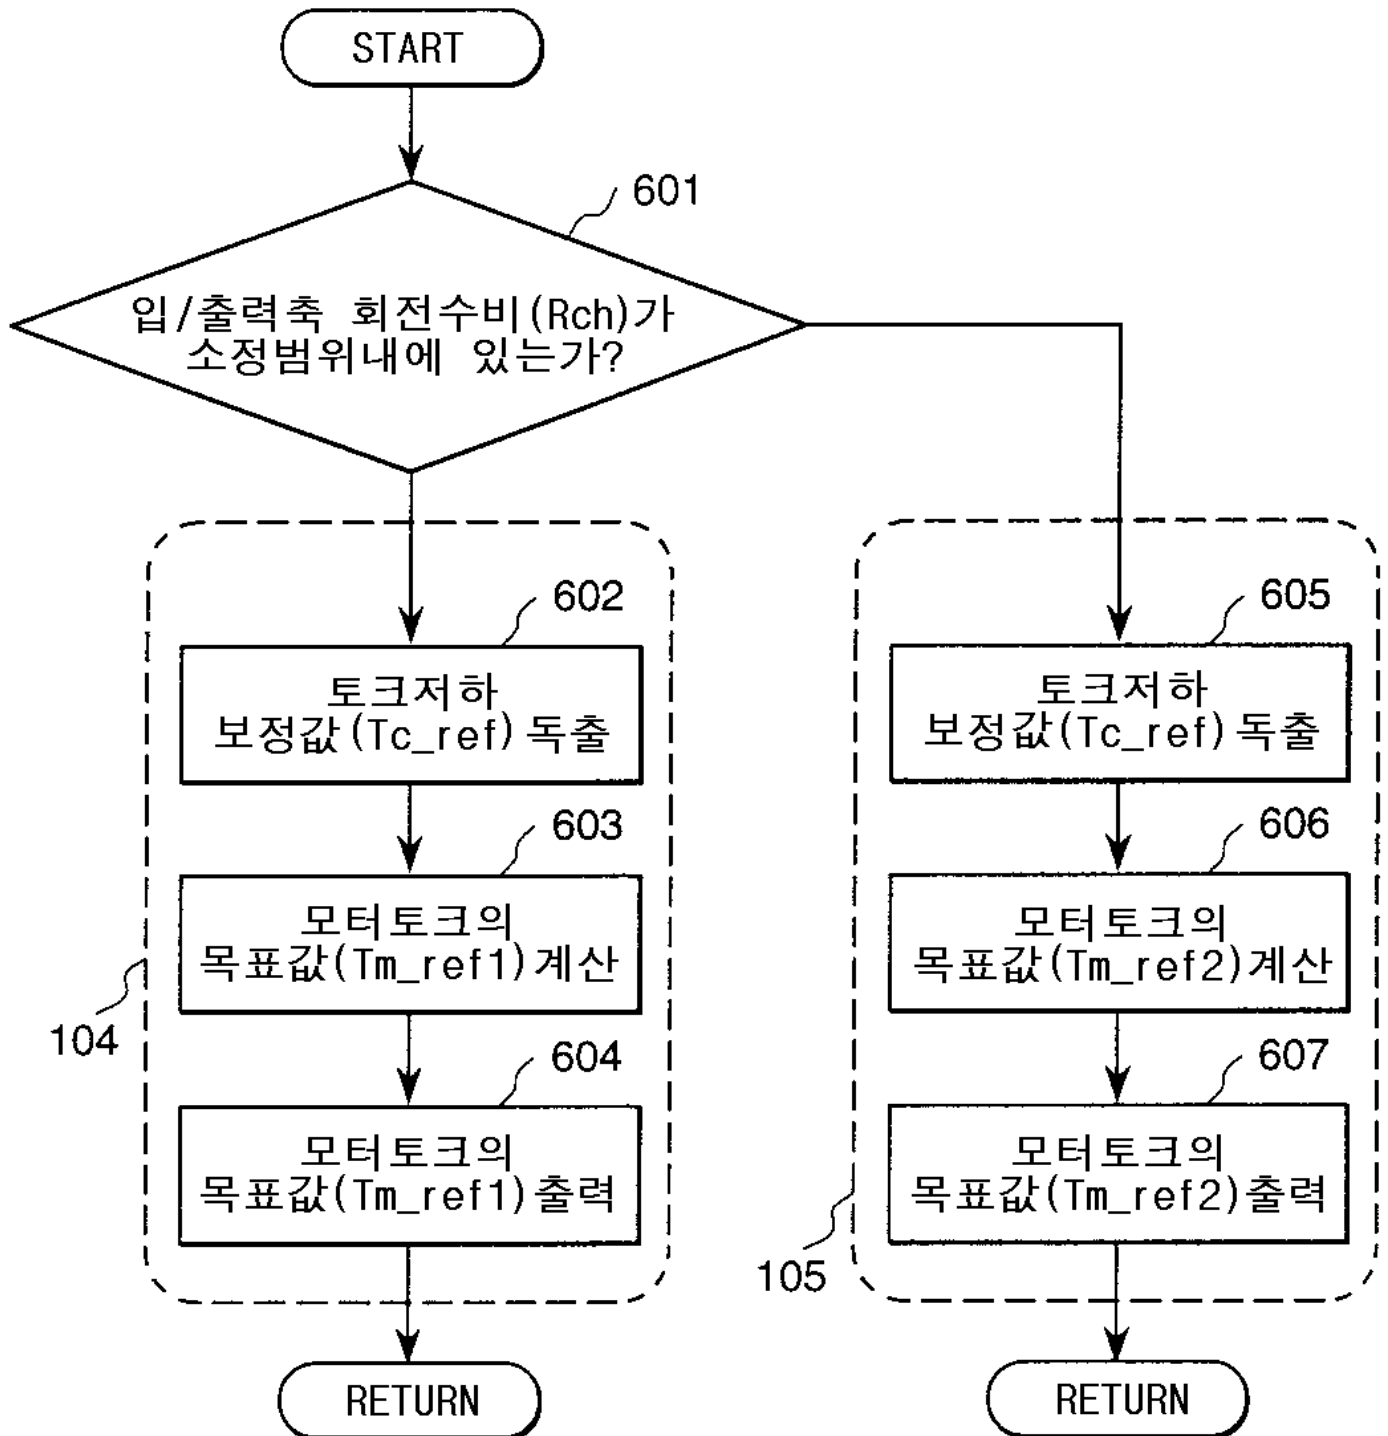 START
601
입/출력축 회전수비(Rch)가
소정범위내에 있는가?
602
토크저하
보정값(Tc_ref)독출
603
모터토크의
목표값(Tm_ref1)계산
104
604
모터토크의
목표값(Tm_ref1)출력
RETURN
605
토크저하
보정값(Tc_ref)독출
606
모터토크의
목표값(Tm_ref2)계산
607
모터토크의
목표값(Tm_ref2)출력
105
RETURN